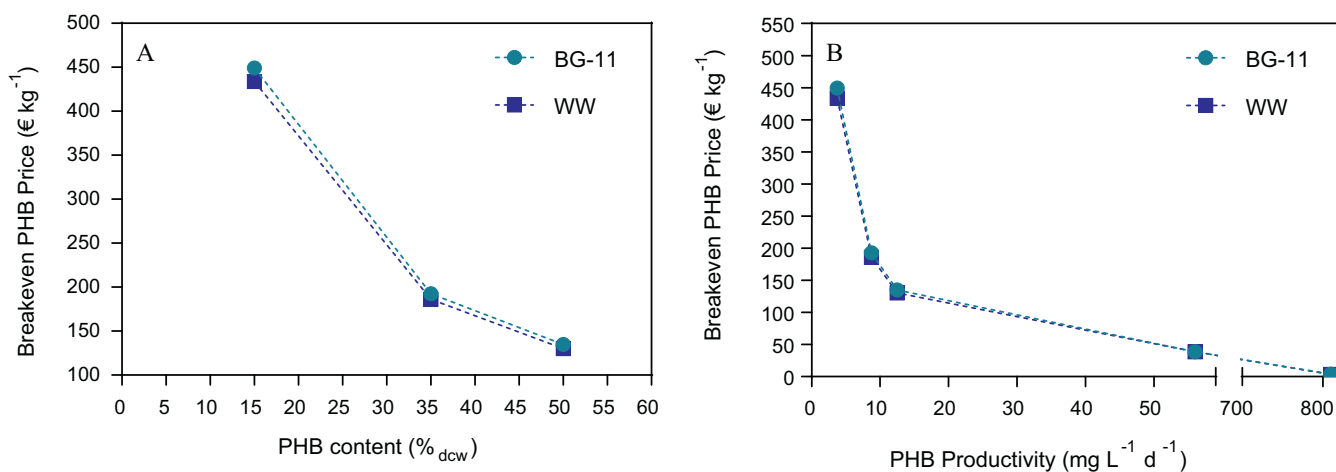 A
BG-11
WW
Breakeven PHB Price (€ kg-1)
500
450
400
350
300
250
200
150
100
0 5 10 15 20 25 30 35 40 45 50 55 60
PHB content (% dcw)
B
BG-11
WW
Breakeven PHB Price (€ kg-1)
550
500
450
400
350
300
250
200
150
100
50
0
0 10 20 30 40 50 700 800
PHB Productivity (mg L-1 d-1)